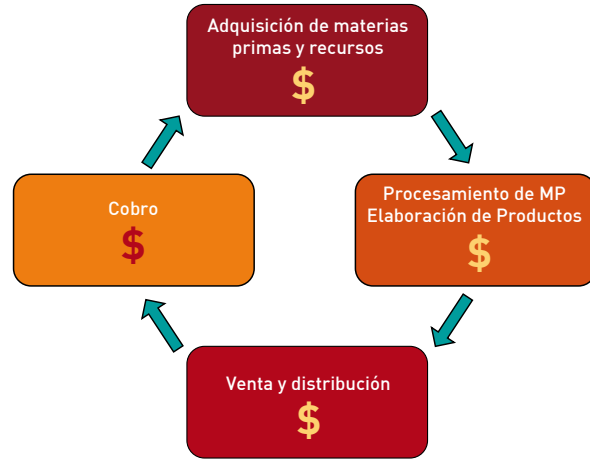 Adquisición de materias
primas y recursos
$
Procesamiento de MP
Elaboración de Productos
$
Venta y distribución
$
Cobro
$